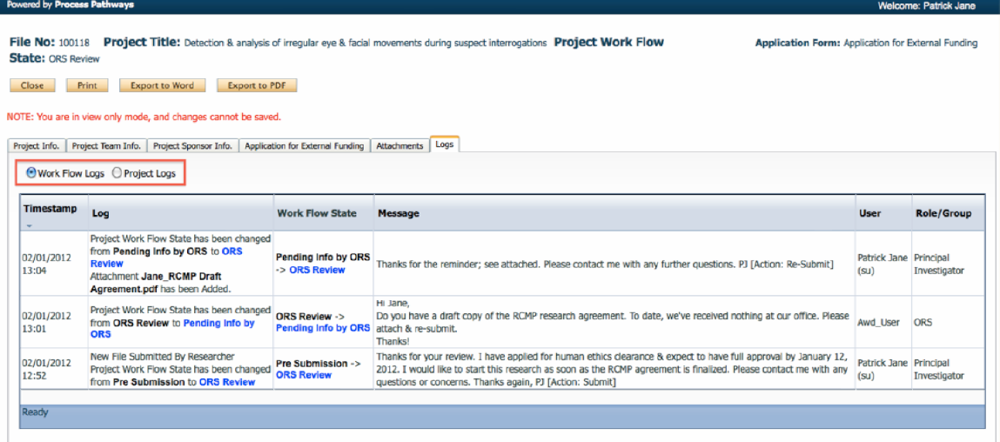 Powered by Process Pathways
Welcome: Patrick Jane
File No: 100118 Project Title: Detection & analysis of irregular eye & facial movements during suspect interrogations Project Work Flow
State: ORS Review
Application Form: Application for External Funding
Close Print Export to Word Export to PDF
NOTE: You are in view only mode, and changes cannot be saved.
Project Info. Project Team Info. Project Sponsor Info. Application for External Funding Attachments Logs
Work Flow Logs Project Logs
Timestamp Log Work Flow State Message User Role/Group
02/01/2012
13:04
Project Work Flow State has been changed
from Pending Info by ORS to ORS
Review
Attachment Jane_RCMP Draft
Agreement.pdf has been Added.
Pending Info by ORS
-> ORS Review
Thanks for the reminder; see attached. Please contact me with any further questions. PJ [Action: Re-Submit]
Patrick Jane
(su)
Principal
Investigator
02/01/2012
13:01
Project Work Flow State has been changed
from ORS Review to Pending Info by
ORS
ORS Review ->
Pending Info by ORS
Hi Jane,
Do you have a draft copy of the RCMP research agreement. To date, we've received nothing at our office. Please
attach & re-submit.
Thanks!
Awd_User
ORS
02/01/2012
12:52
New File Submitted By Researcher
Project Work Flow State has been changed
from Pre Submission to ORS Review
Pre Submission ->
ORS Review
Thanks for your review. I have applied for human ethics clearance & expect to have full approval by January 12,
2012. I would like to start this research as soon as the RCMP agreement is finalized. Please contact me with any
questions or concerns. Thanks again, PJ [Action: Submit]
Patrick Jane
(su)
Principal
Investigator
Ready